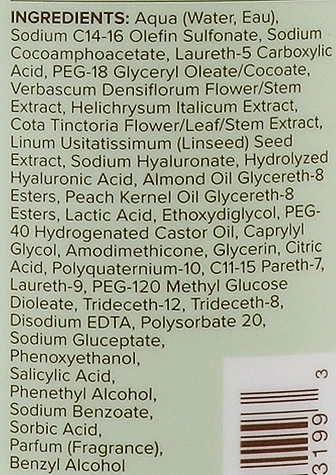 INGREDIENTS: Aqua (Water, Eau),
Sodium C14-16 Olefin Sulfonate, Sodium
Cocoamphoacetate, Laureth-5 Carboxylic
Acid, PEG-18 Glyceryl Oleate/Cocoate,
Verbascum Densiflorum Flower/Stem
Extract, Helichrysum Italicum Extract,
Cota Tinctoria Flower/Leaf/Stem Extract,
Linum Usitatissimum (Linseed) Seed
Extract, Sodium Hyaluronate, Hydrolyzed
Hyaluronic Acid, Almond Oil Glycereth-8
Esters, Peach Kernel Oil Glycereth-8
Esters, Lactic Acid, Ethoxydiglycol, PEG-
40 Hydrogenated Castor Oil, Caprylyl
Glycol, Amodimethicone, Glycerin, Citric
Acid, Polyquaternium-10, C11-15 Pareth-7,
Laureth-9, PEG-120 Methyl Glucose
Dioleate, Trideceth-12, Trideceth-8,
Disodium EDTA, Polysorbate 20,
Sodium Gluceptate,
Phenoxyethanol,
Salicylic Acid,
Phenethyl Alcohol,
Sodium Benzoate,
Sorbic Acid,
Parfum (Fragrance),
Benzyl Alcohol
3
3199